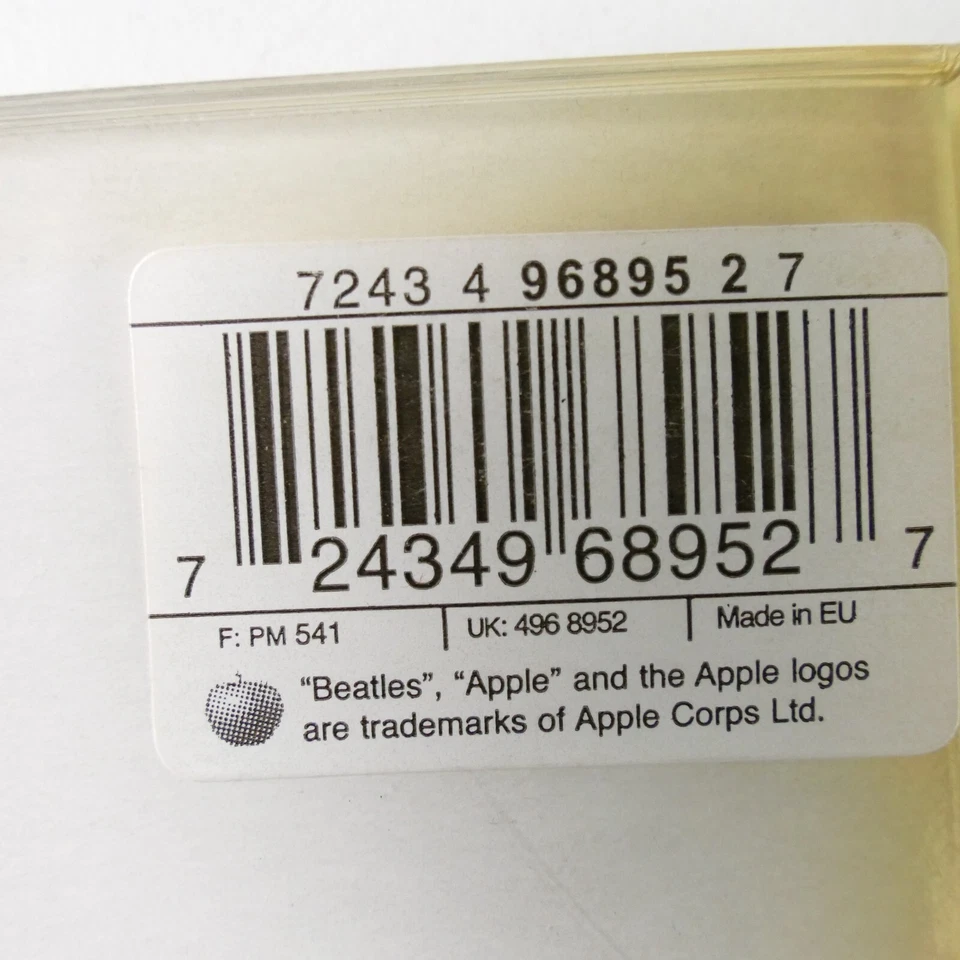 7243 4 96895 2 7
7 24349 68952 7
F: PM 541 UK: 496 8952 Made in EU
“Beatles”, “Apple” and the Apple logos
are trademarks of Apple Corps Ltd.